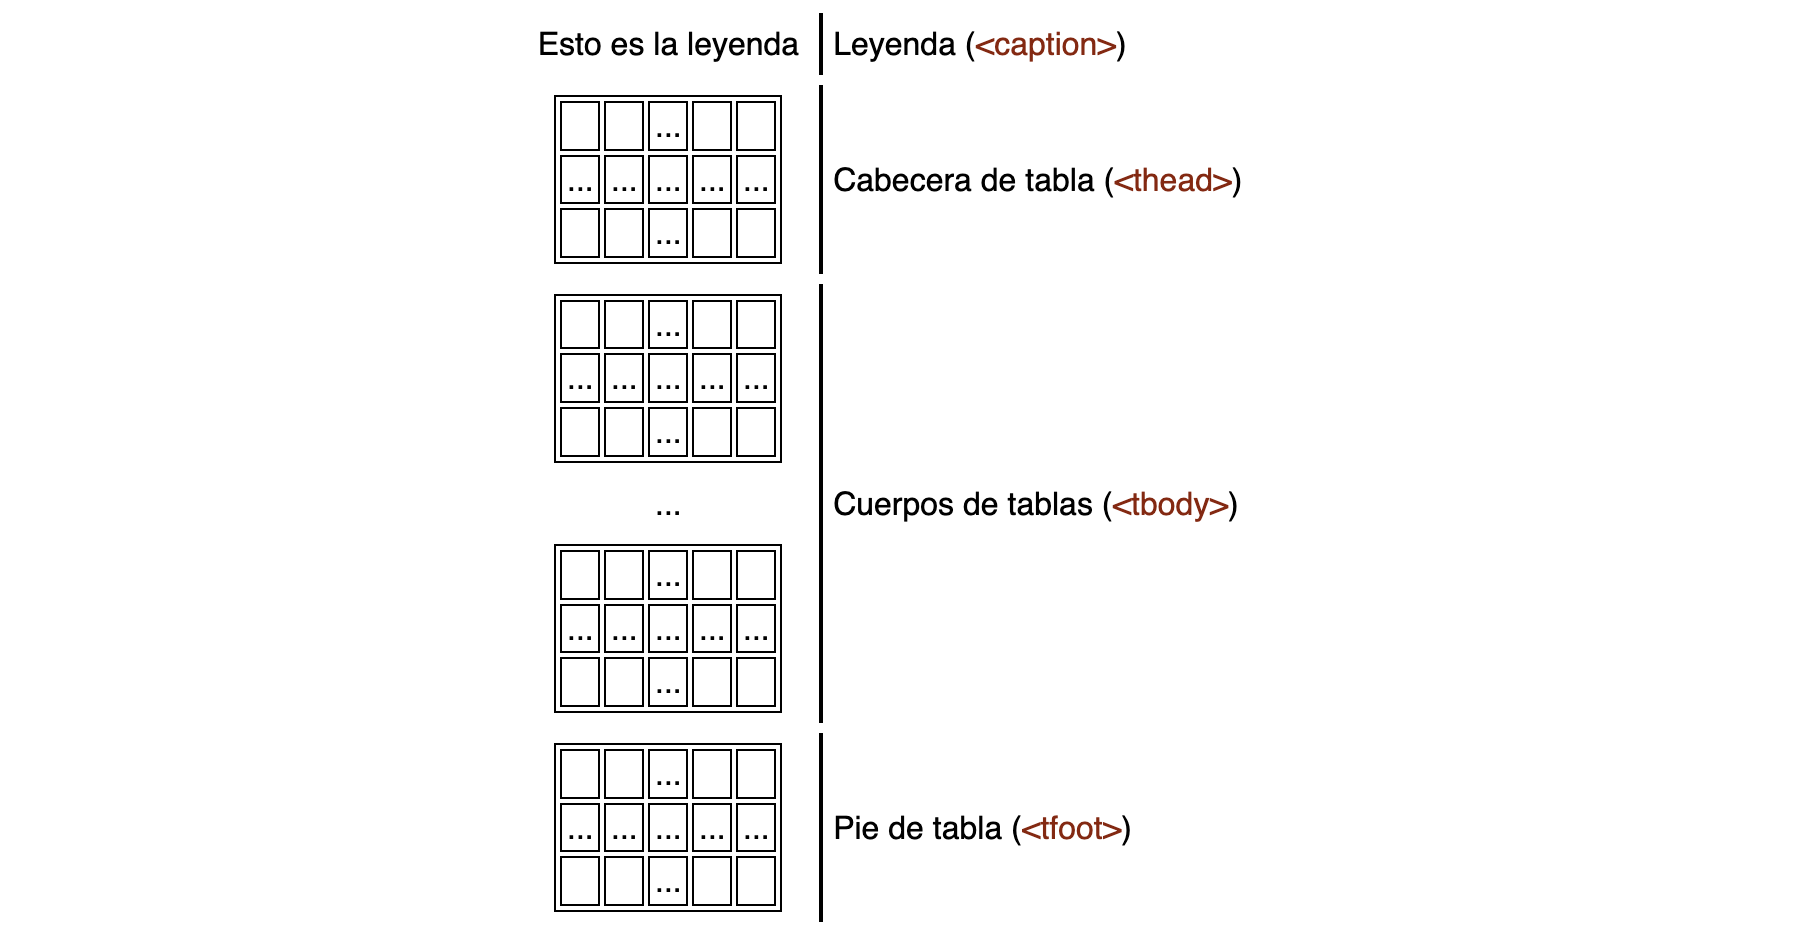 Esto es la leyenda Leyenda (<caption>)
...
... ... ... ... ...
...
Cabecera de tabla (<thead>)
...
... ... ... ... ...
...
...
Cuerpos de tablas (<tbody>)
...
... ... ... ... ...
...
...
... ... ... ... ...
...
Pie de tabla (<tfoot>)